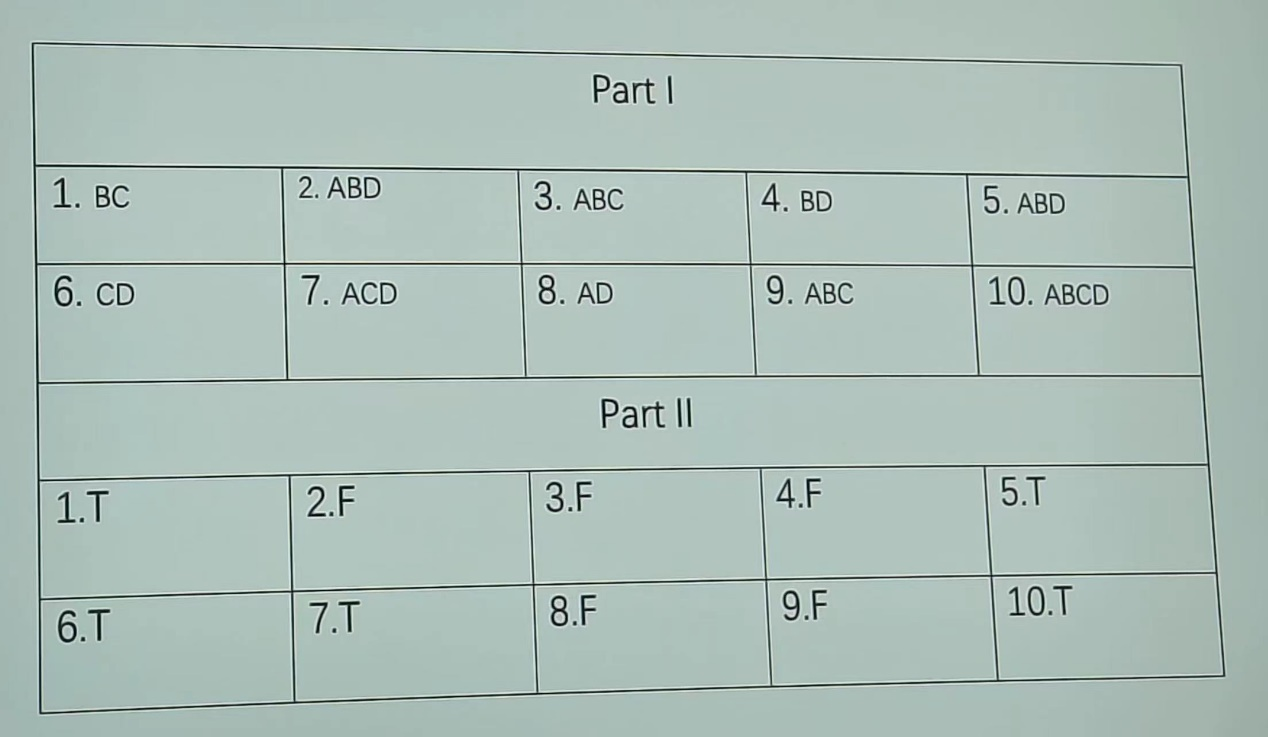 Part I
1. BC 2. ABD 3. ABC 4. BD 5. ABD
6. CD 7. ACD 8. AD 9. ABC 10. ABCD
Part II
1.T 2.F 3.F 4.F 5.T
6.T 7.T 8.F 9.F 10.T